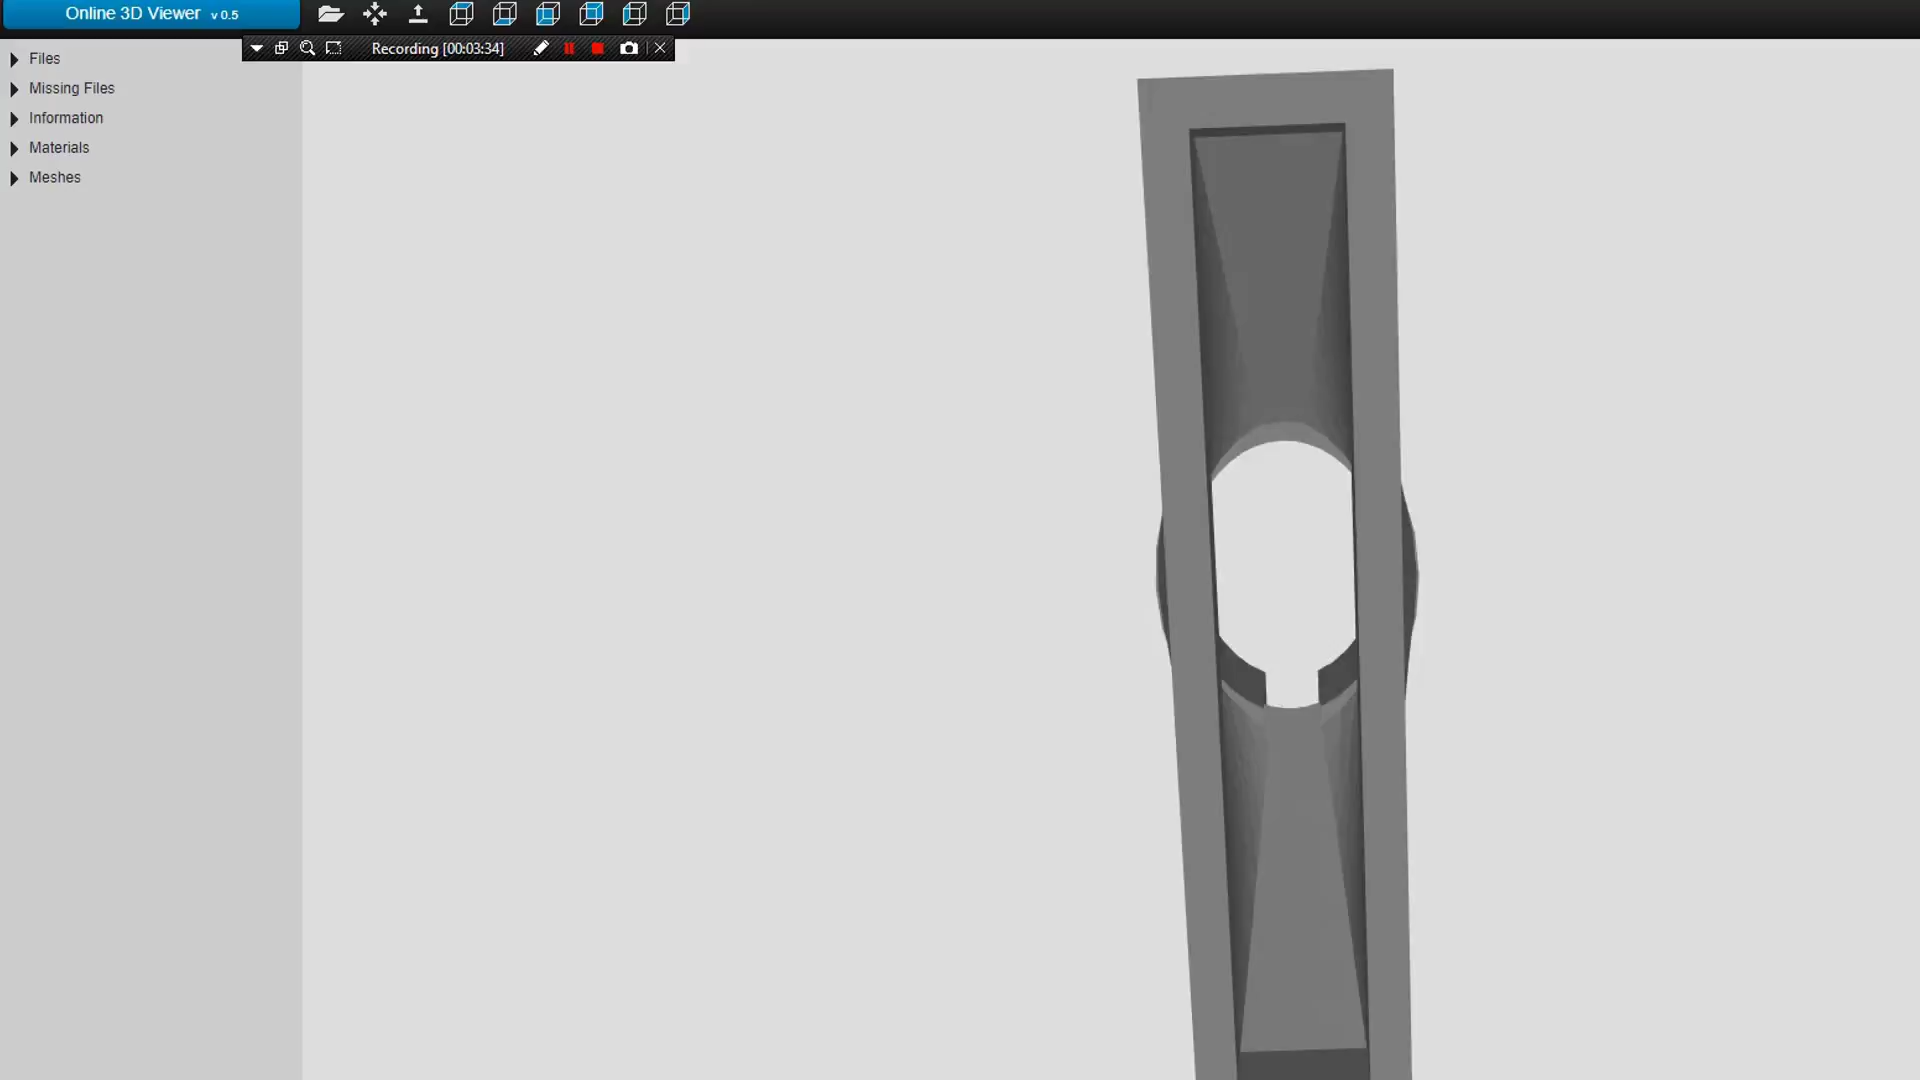 Online 3D Viewer v 0.5
Recording [00:03:34]
Files
Missing Files
Information
Materials
Meshes